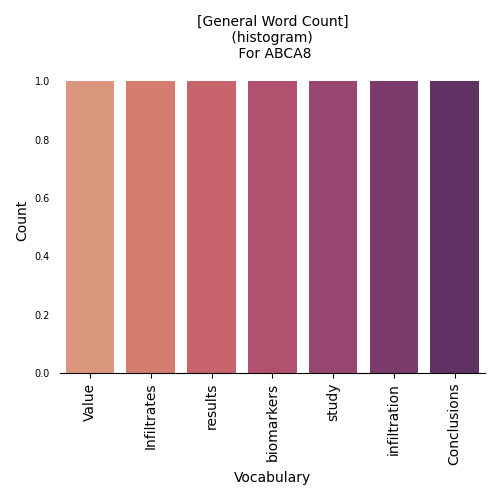 [General Word Count]
(histogram)
For ABCA8
Count
1.0
0.8
0.6
0.4
0.2
0.0
Value
Infiltrates
results
biomarkers
study
infiltration
Conclusions
Vocabulary